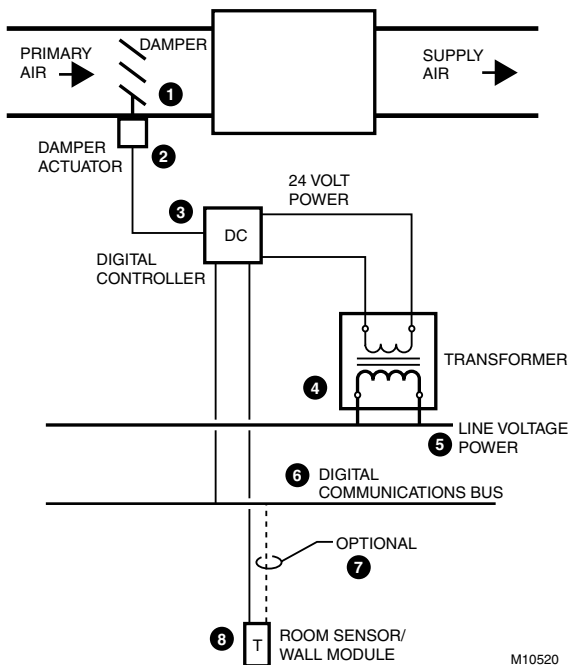 DAMPER
PRIMARY
AIR
SUPPLY
AIR
1
DAMPER
ACTUATOR
2
24 VOLT
POWER
3
DC
DIGITAL
CONTROLLER
TRANSFORMER
4
5
LINE VOLTAGE
POWER
6
DIGITAL
COMMUNICATIONS BUS
OPTIONAL
7
8
T
ROOM SENSOR/
WALL MODULE
M10520